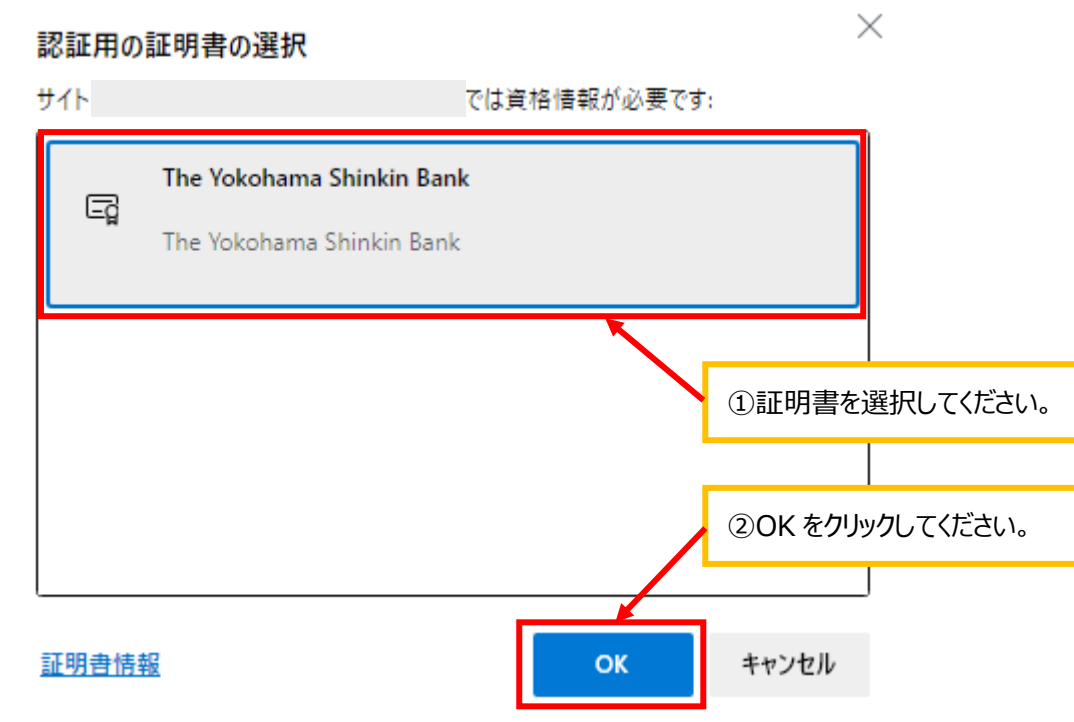 認証用の証明書の選択
サイト では資格情報が必要です:
The Yokohama Shinkin Bank
The Yokohama Shinkin Bank
①証明書を選択してください。
②OK をクリックしてください。
証明書情報
OK
キャンセル